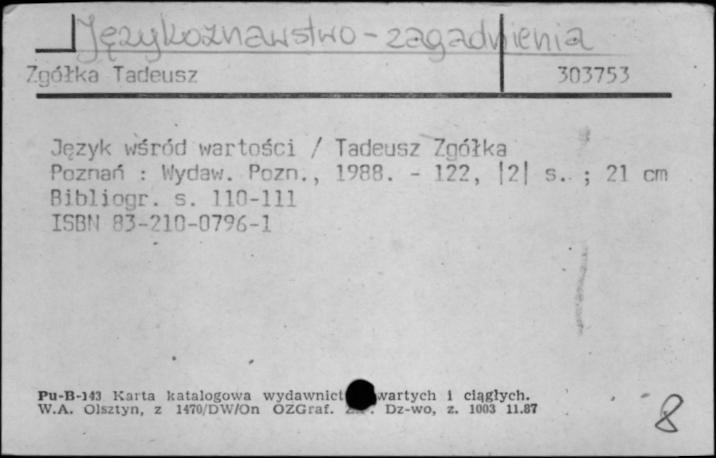 Językoznawstwo - zagadnienia
Zgółka Tadeusz 303753
Język wśród wartości / Tadeusz Zgółka
Poznań : Wydaw. Pozn., 1988. - 122, |2| s. ; 21 cm
Bibliogr. s. 110-111
ISBN 83-210-0796-1
Pu-B-143 Karta katalogowa wydawnict wartych i ciągłych.
W.A. Olsztyn, z 1470/DW/On OZGraf. Dz-wo, z. 1003 11.87
8